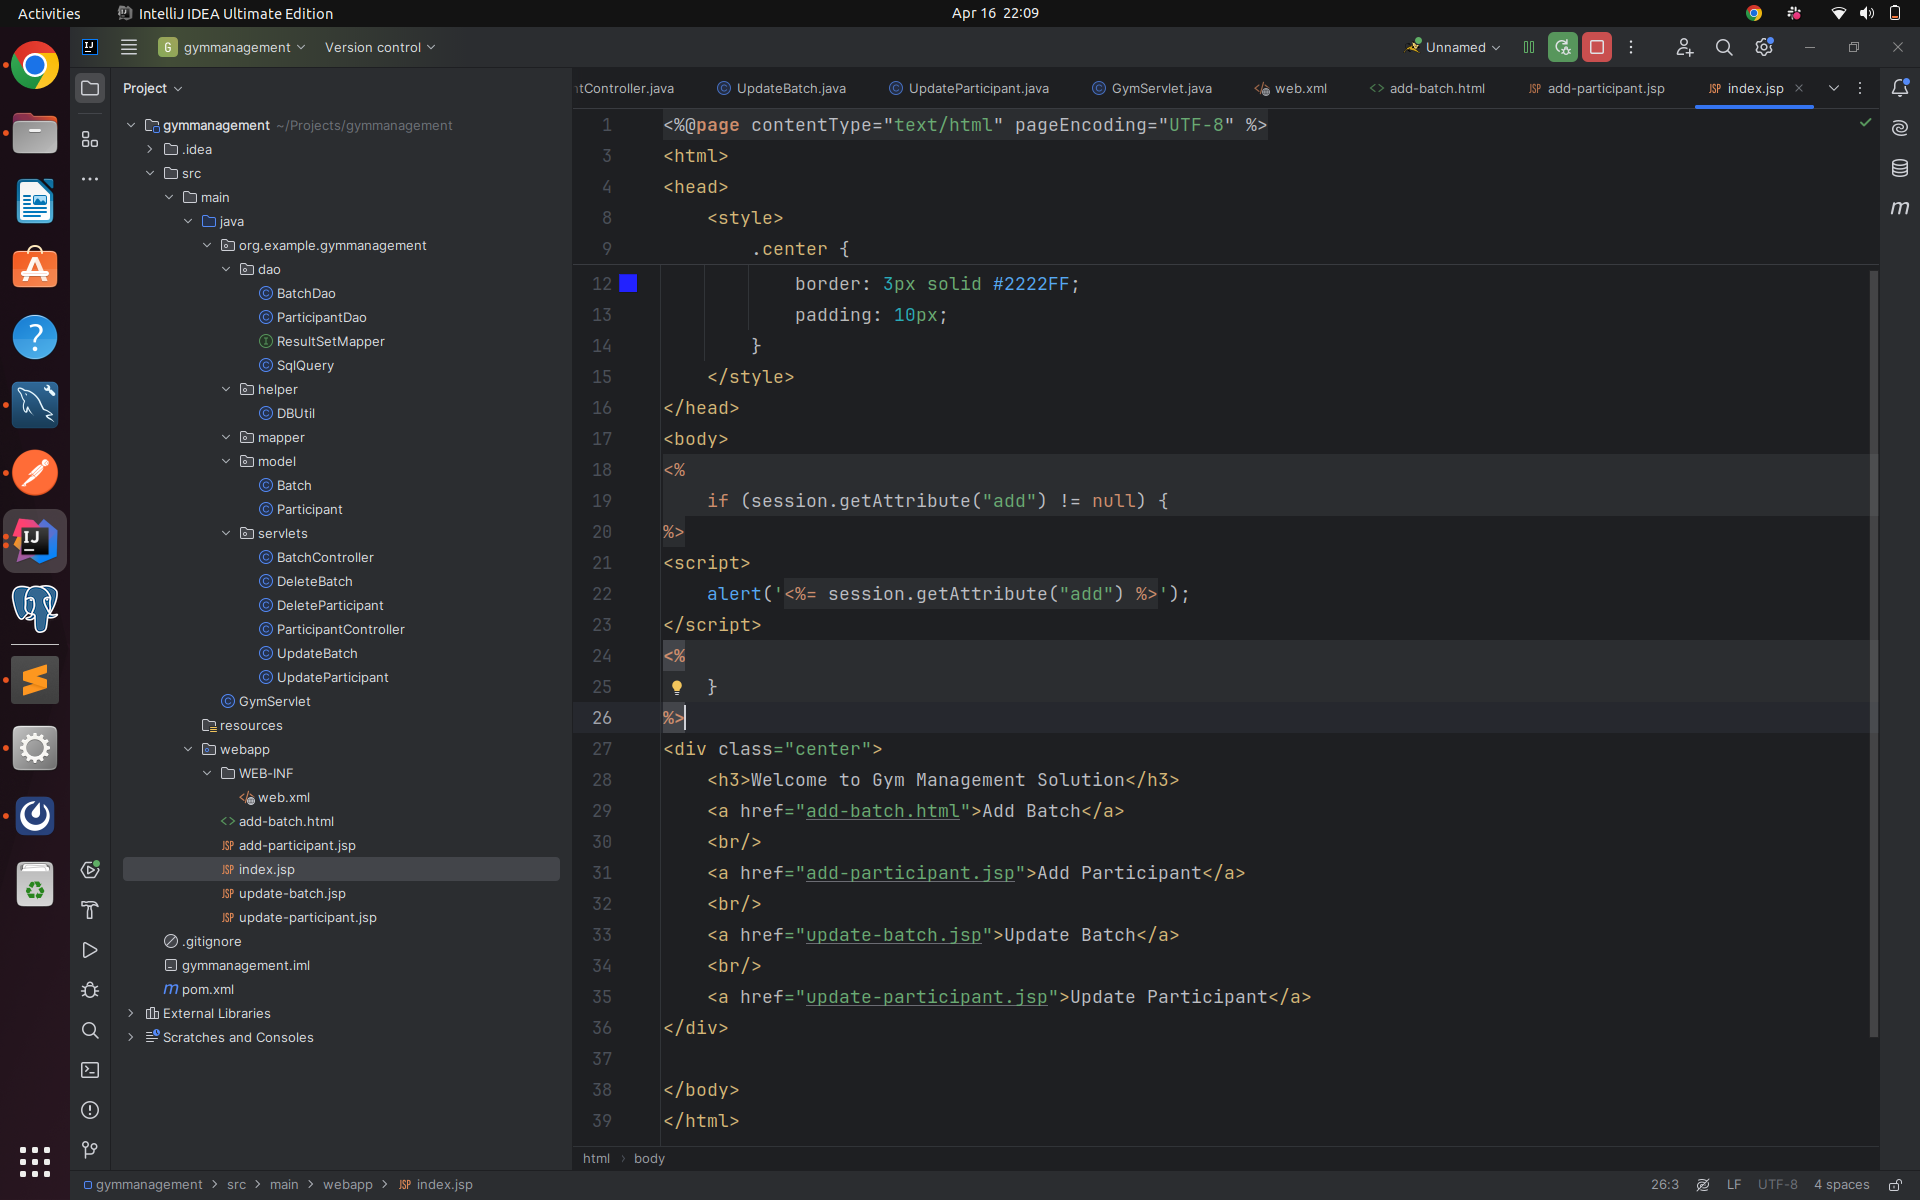 Activities
IntelliJ IDEA Ultimate Edition
Apr 16 22:09
G gymmanagement
Version control
Unnamed
Project
ntController.java
UpdateBatch.java
UpdateParticipant.java
GymServlet.java
web.xml
add-batch.html
add-participant.jsp
index.jsp
gymmanagement ~/Projects/gymmanagement
.idea
src
main
java
org.example.gymmanagement
dao
BatchDao
ParticipantDao
ResultSetMapper
SqlQuery
helper
DBUtil
mapper
model
Batch
Participant
servlets
BatchController
DeleteBatch
DeleteParticipant
ParticipantController
UpdateBatch
UpdateParticipant
GymServlet
resources
webapp
WEB-INF
web.xml
add-batch.html
add-participant.jsp
index.jsp
update-batch.jsp
update-participant.jsp
.gitignore
gymmanagement.iml
pom.xml
External Libraries
Scratches and Consoles
1 <%@page contentType="text/html" pageEncoding="UTF-8" %>
3 <html>
4 <head>
8     <style>
9         .center {
12             border: 3px solid #2222FF;
13             padding: 10px;
14         }
15     </style>
16 </head>
17 <body>
18 <%
19     if (session.getAttribute("add") != null) {
20 %>
21 <script>
22     alert('<%= session.getAttribute("add") %>');
23 </script>
24 <%
25     }
26 %>
27 <div class="center">
28     <h3>Welcome to Gym Management Solution</h3>
29     <a href="add-batch.html">Add Batch</a>
30     <br/>
31     <a href="add-participant.jsp">Add Participant</a>
32     <br/>
33     <a href="update-batch.jsp">Update Batch</a>
34     <br/>
35     <a href="update-participant.jsp">Update Participant</a>
36 </div>
37
38 </body>
39 </html>
html > body
gymmanagement > src > main > webapp > JSP index.jsp
26:3 LF UTF-8 4 spaces